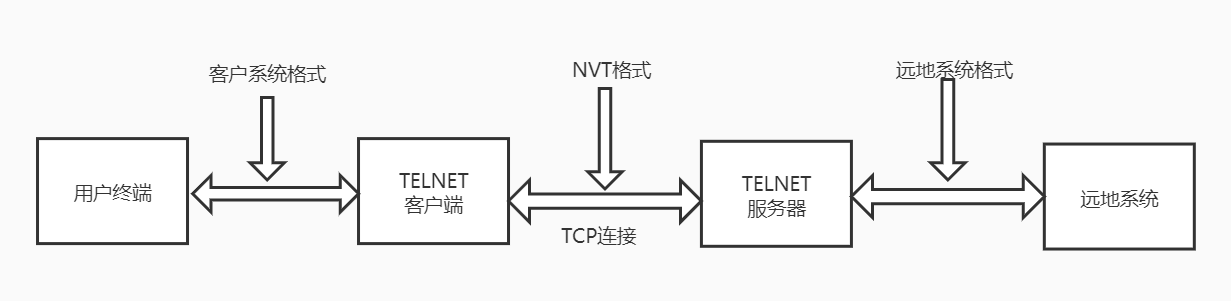 客户系统格式
NVT格式
远地系统格式
用户终端
TELNET
客户端
TELNET
服务器
远地系统
TCP连接